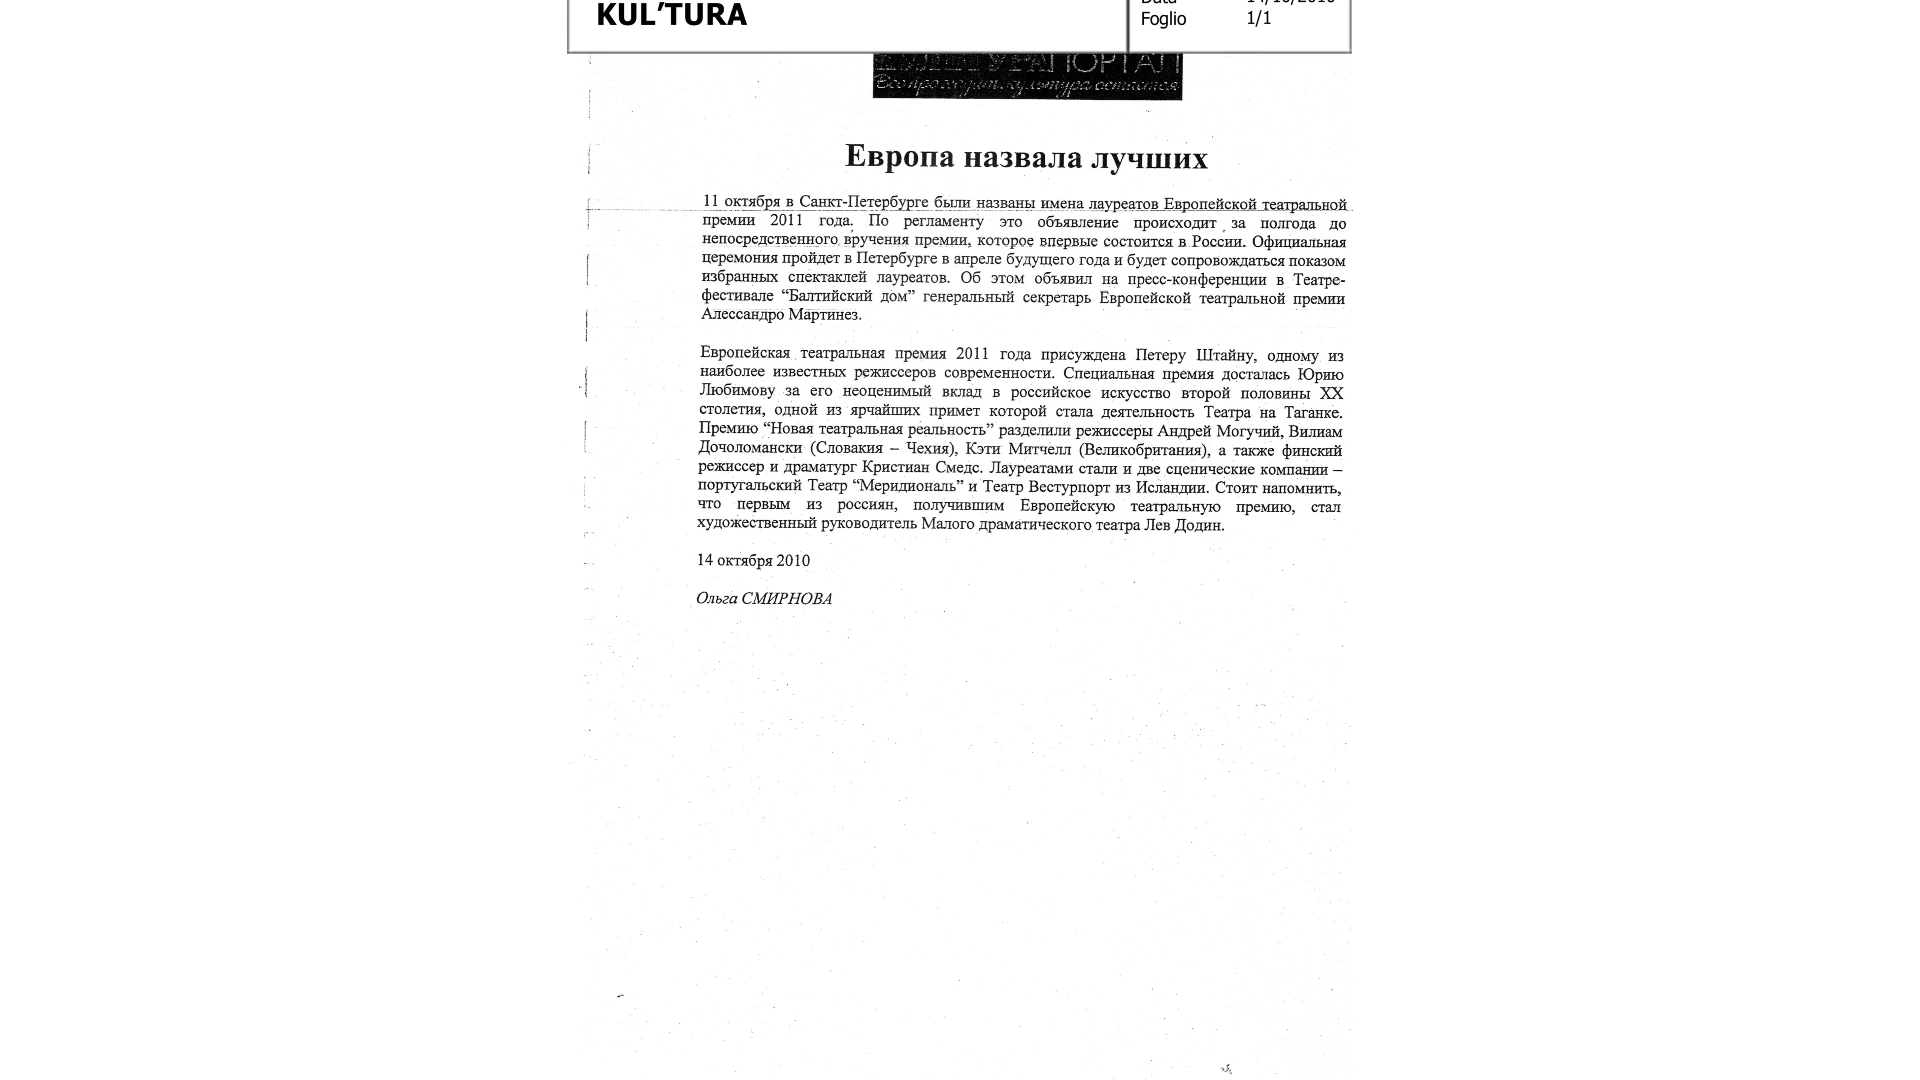 KUL’TURA
Foglio 1/1
Все проходит, культура остается
Европа назвала лучших
11 октября в Санкт-Петербурге были названы имена лауреатов Европейской театральной
премии 2011 года. По регламенту это объявление происходит за полгода до
непосредственного вручения премии, которое впервые состоится в России. Официальная
церемония пройдет в Петербурге в апреле будущего года и будет сопровождаться показом
избранных спектаклей лауреатов. Об этом объявил на пресс-конференции в Театре-
фестивале “Балтийский дом” генеральный секретарь Европейской театральной премии
Алессандро Мартинез.
Европейская театральная премия 2011 года присуждена Петеру Штайну, одному из
наиболее известных режиссеров современности. Специальная премия досталась Юрию
Любимову за его неоценимый вклад в российское искусство второй половины XX
столетия, одной из ярчайших примет которой стала деятельность Театра на Таганке.
Премию “Новая театральная реальность” разделили режиссеры Андрей Могучий, Вилиам
Дочоломански (Словакия – Чехия), Кэти Митчелл (Великобритания), а также финский
режиссер и драматург Кристиан Смедс. Лауреатами стали и две сценические компании –
португальский Театр “Меридиональ” и Театр Вестурпорт из Исландии. Стоит напомнить,
что первым из россиян, получившим Европейскую театральную премию, стал
художественный руководитель Малого драматического театра Лев Додин.
14 октября 2010
Ольга СМИРНОВА